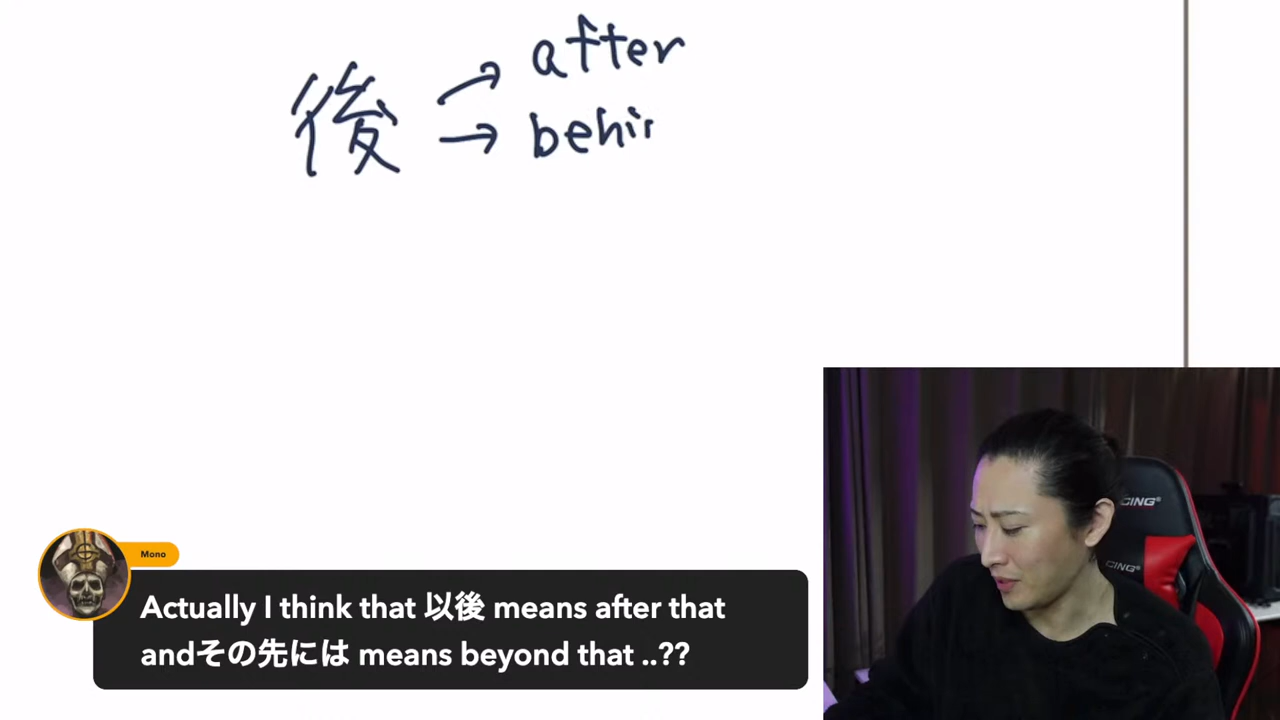 後 → after
→ behin
Mono
Actually I think that 以後 means after that
andその先には means beyond that ..??
CING
CING